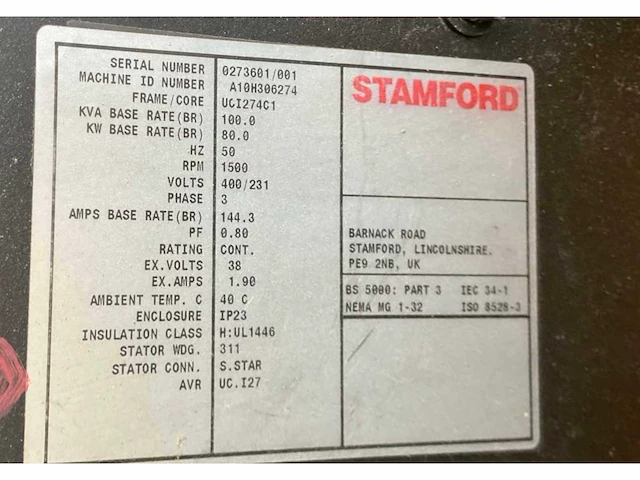 SERIAL NUMBER 0273601/001
MACHINE ID NUMBER A10H306274
FRAME/CORE UCI274C1
KVA BASE RATE(BR) 100.0
KW BASE RATE(BR) 80.0
HZ 50
RPM 1500
VOLTS 400/231
PHASE 3
AMPS BASE RATE(BR) 144.3
PF 0.80
RATING CONT.
EX.VOLTS 38
EX.AMPS 1.90
AMBIENT TEMP. C 40 C
ENCLOSURE IP23
INSULATION CLASS H:UL1446
STATOR WDG. 311
STATOR CONN. S.STAR
AVR UC.I27
STAMFORD
BARNACK ROAD
STAMFORD, LINCOLNSHIRE.
PE9 2NB, UK
BS 5000: PART 3 IEC 34-1
NEMA MG 1-32 ISO 8528-3